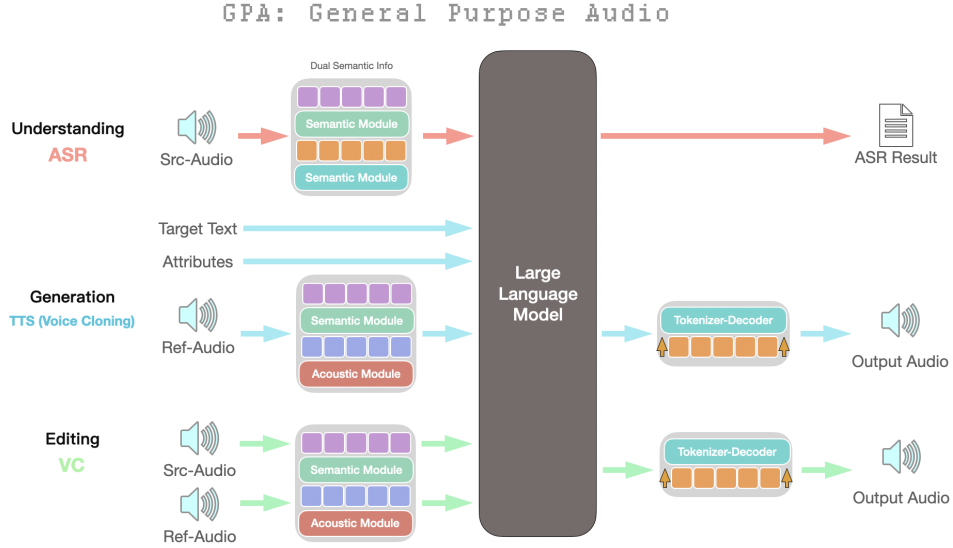 GPA: General Purpose Audio
Dual Semantic Info
Understanding
ASR
Src-Audio
Semantic Module
Semantic Module
ASR Result
Target Text
Attributes
Generation
TTS (Voice Cloning)
Ref-Audio
Semantic Module
Acoustic Module
Large
Language
Model
Tokenizer-Decoder
Output Audio
Editing
VC
Src-Audio
Ref-Audio
Semantic Module
Acoustic Module
Tokenizer-Decoder
Output Audio